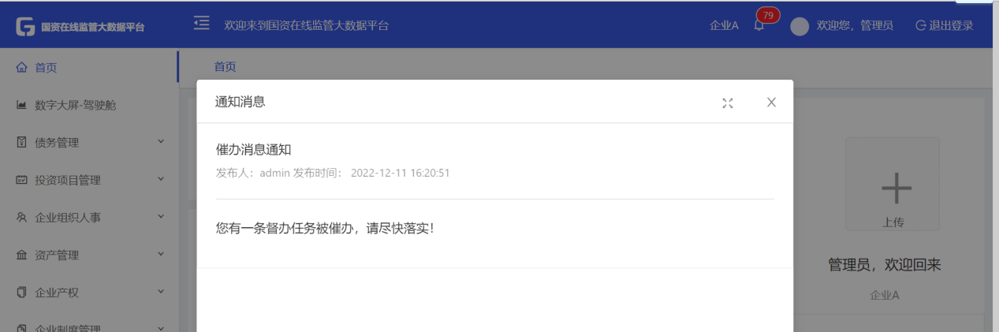 国资在线监管大数据平台
欢迎来到国资在线监管大数据平台
企业A
79
欢迎您，管理员
退出登录
首页
数字大屏-驾驶舱
债务管理
投资项目管理
企业组织人事
资产管理
企业产权
企业制度管理
首页
通知消息
催办消息通知
发布人：admin 发布时间： 2022-12-11 16:20:51
您有一条督办任务被催办，请尽快落实！
上传
管理员，欢迎回来
企业A